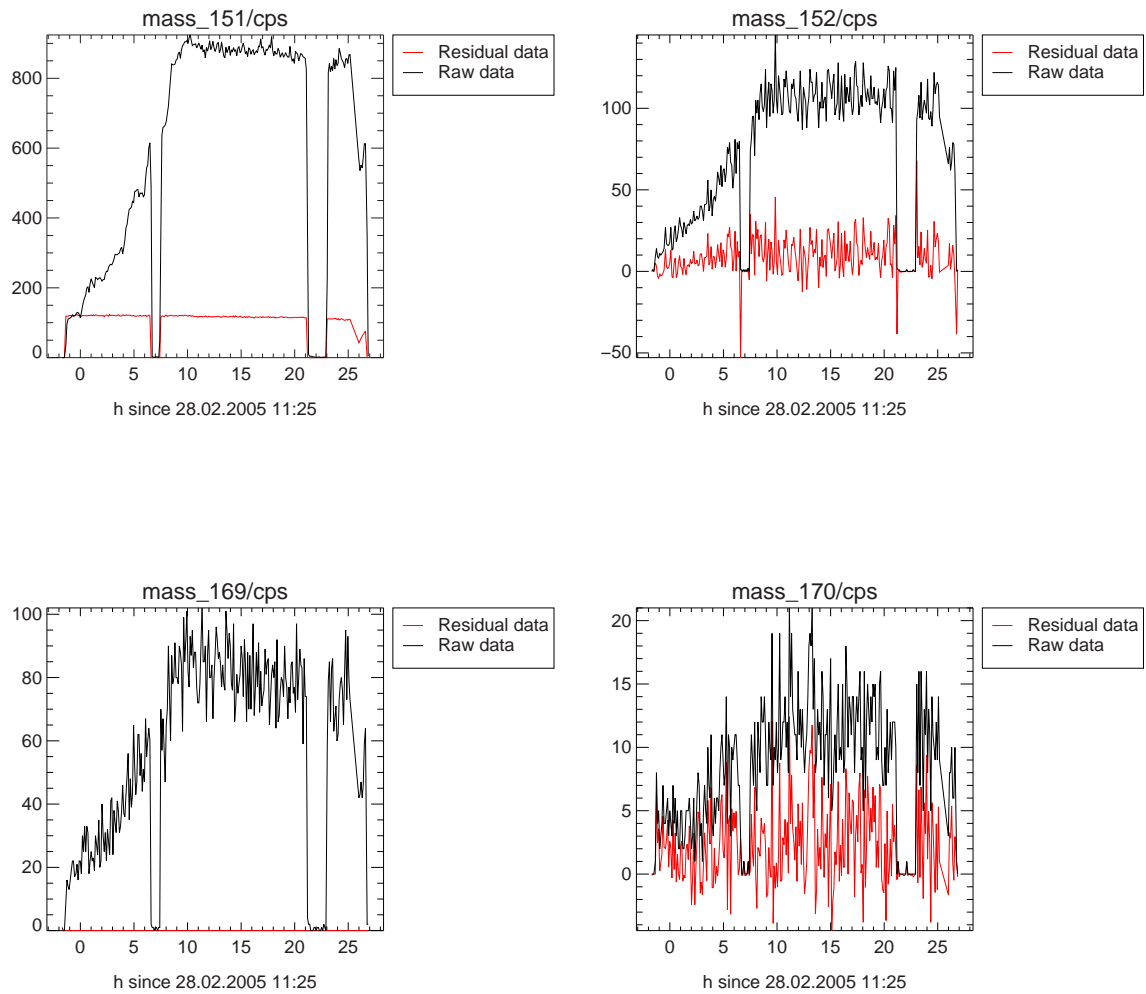 mass_151/cps
Residual data
Raw data
800
600
400
200
0
0 5 10 15 20 25
h since 28.02.2005 11:25
mass_152/cps
Residual data
Raw data
100
50
0
−50
0 5 10 15 20 25
h since 28.02.2005 11:25
mass_169/cps
Residual data
Raw data
100
80
60
40
20
0
0 5 10 15 20 25
h since 28.02.2005 11:25
mass_170/cps
Residual data
Raw data
20
15
10
5
0
0 5 10 15 20 25
h since 28.02.2005 11:25